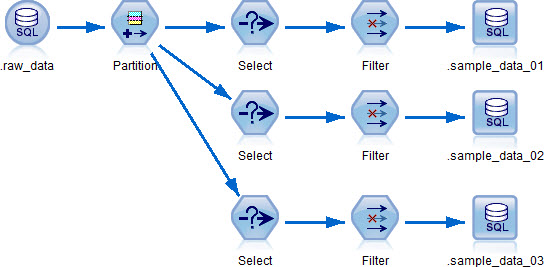 SQL SQL
.raw_data Partition Select Filter .sample_data_01
SQL
Select Filter .sample_data_02
SQL
Select Filter .sample_data_03